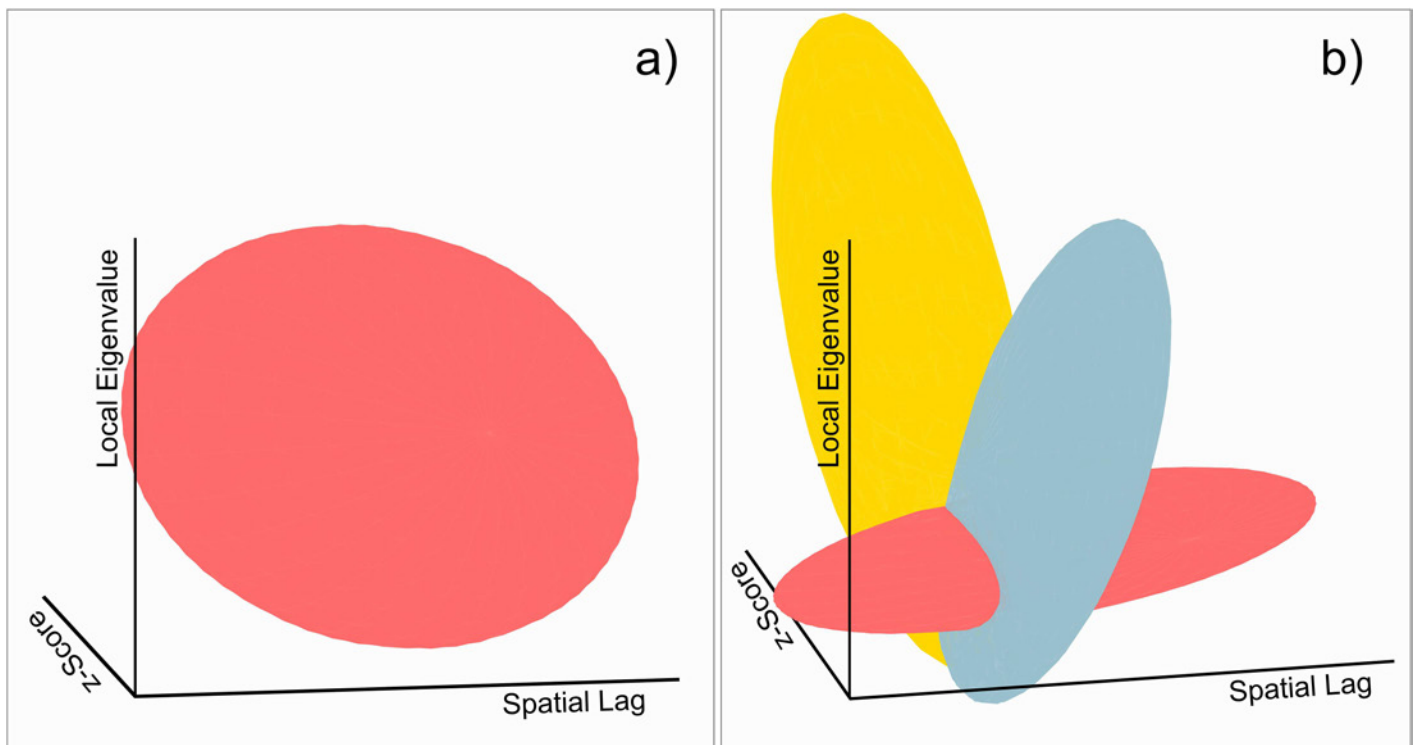 a)
Local Eigenvalue
z-Score
Spatial Lag
b)
Local Eigenvalue
z-Score
Spatial Lag